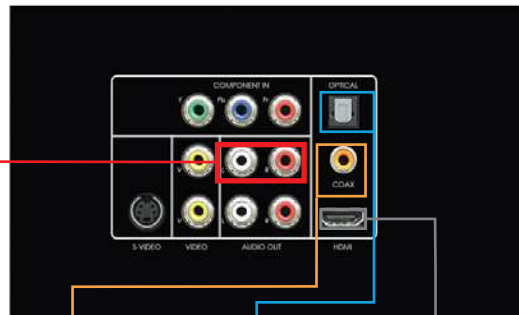 COMPONENT IN
OPTICAL
Y Pb Pr
V L R
COAX
V L R
S-VIDEO VIDEO AUDIO OUT HDMI